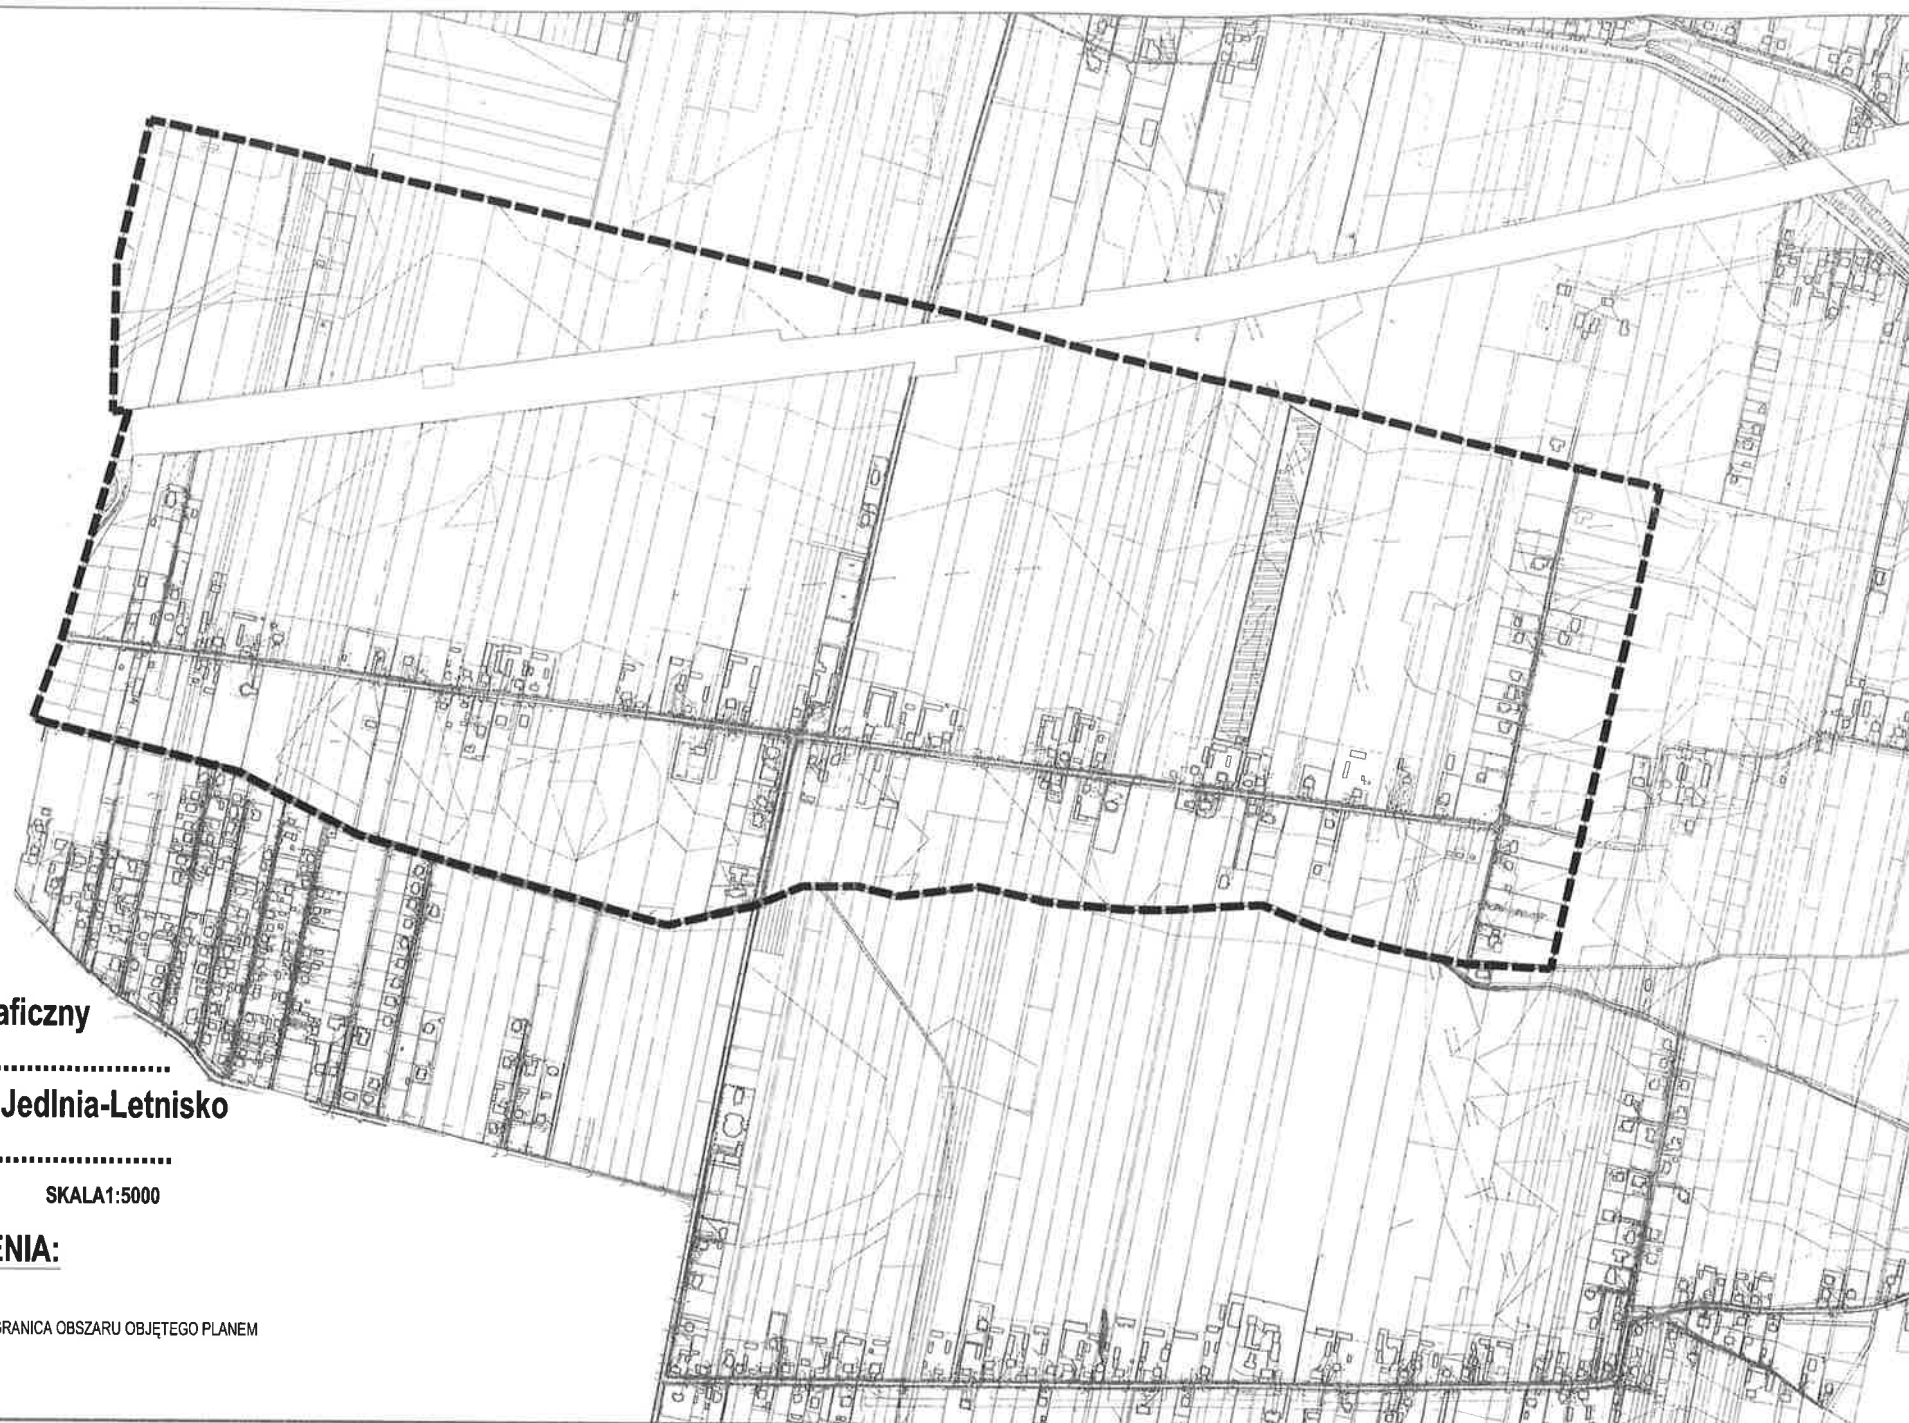 aficzny
Jedlnia-Letnisko
SKALA1:5000
ENIA:
GRANICA OBSZARU OBJĘTEGO PLANEM